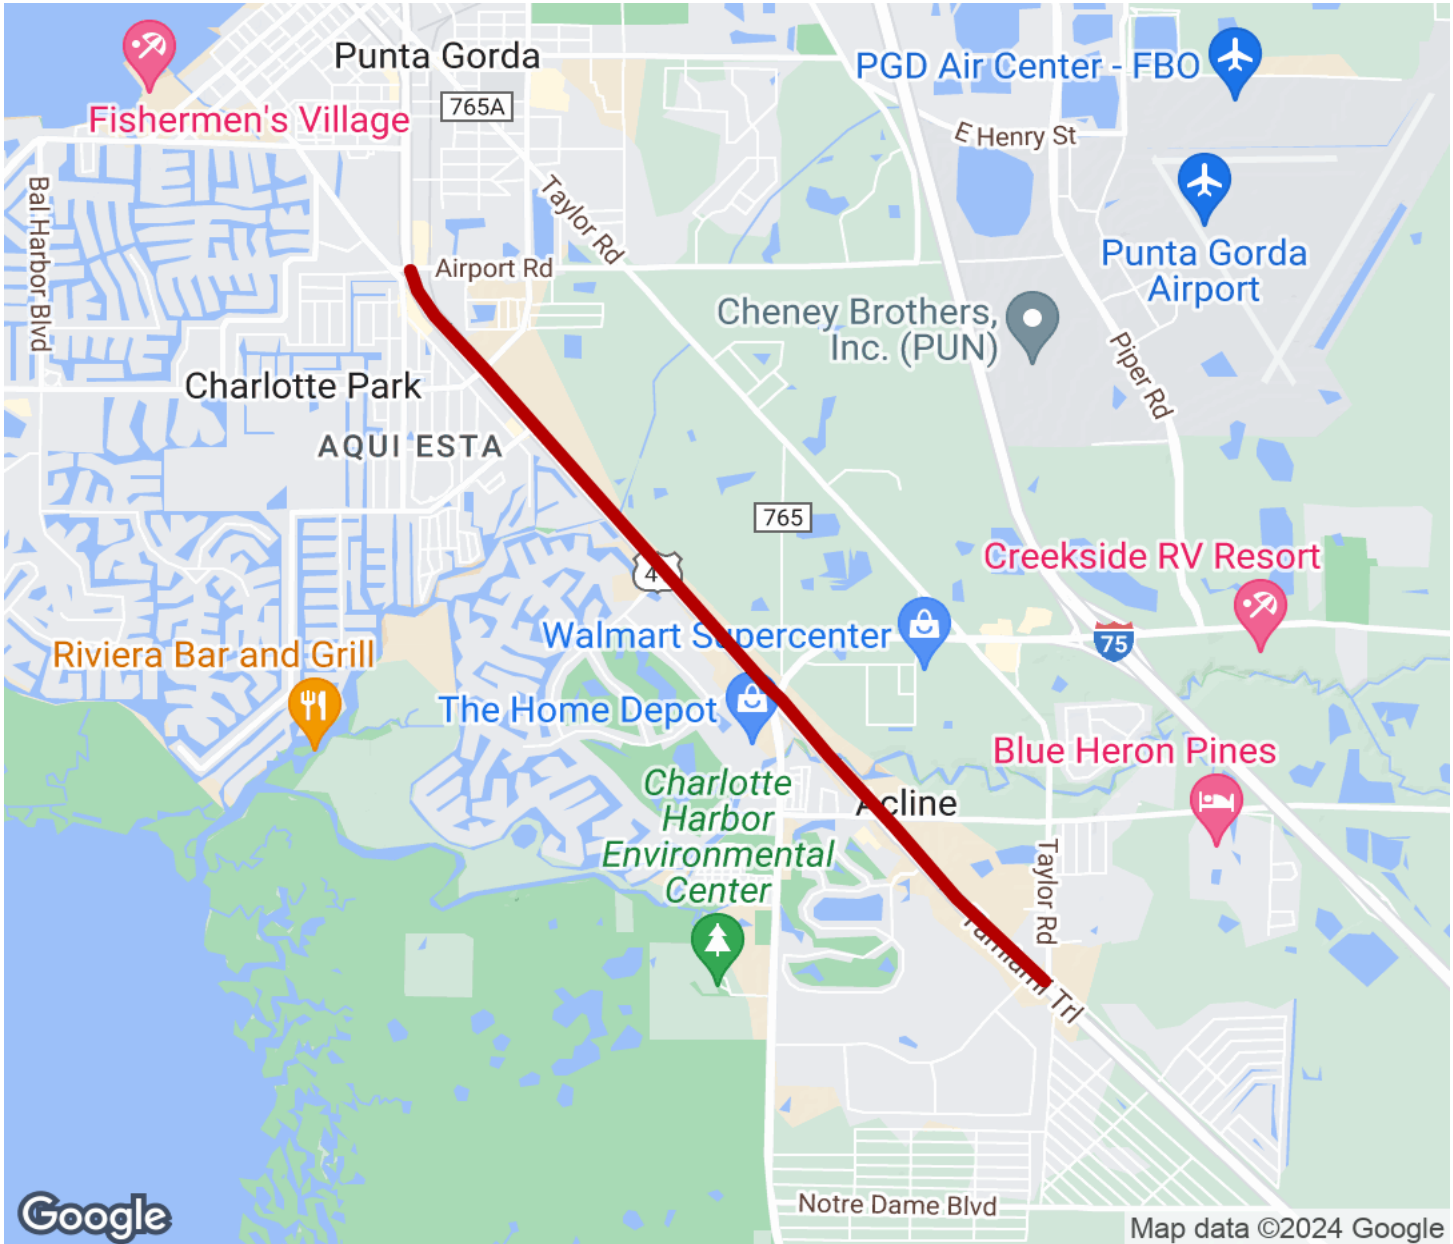 Punta Gorda
PGD Air Center - FBO
765A
Fishermen's Village
E Henry St
Bal Harbor Blvd
Taylor Rd
Airport Rd
Punta Gorda
Airport
Cheney Brothers,
Inc. (PUN)
Piper Rd
Charlotte Park
AQUI ESTA
765
4
Creekside RV Resort
Walmart Supercenter
75
Riviera Bar and Grill
The Home Depot
Blue Heron Pines
Charlotte
Harbor
Environmental
Center
Acline
Taylor Rd
Tamiami Trl
Notre Dame Blvd
Google
Map data ©2024 Google